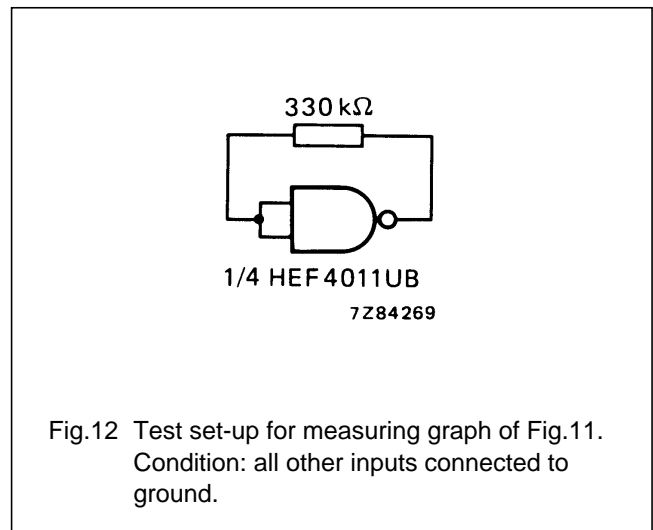 330 kΩ
1/4 HEF4011UB
7Z84269
Fig.12 Test set-up for measuring graph of Fig.11.
Condition: all other inputs connected to
ground.